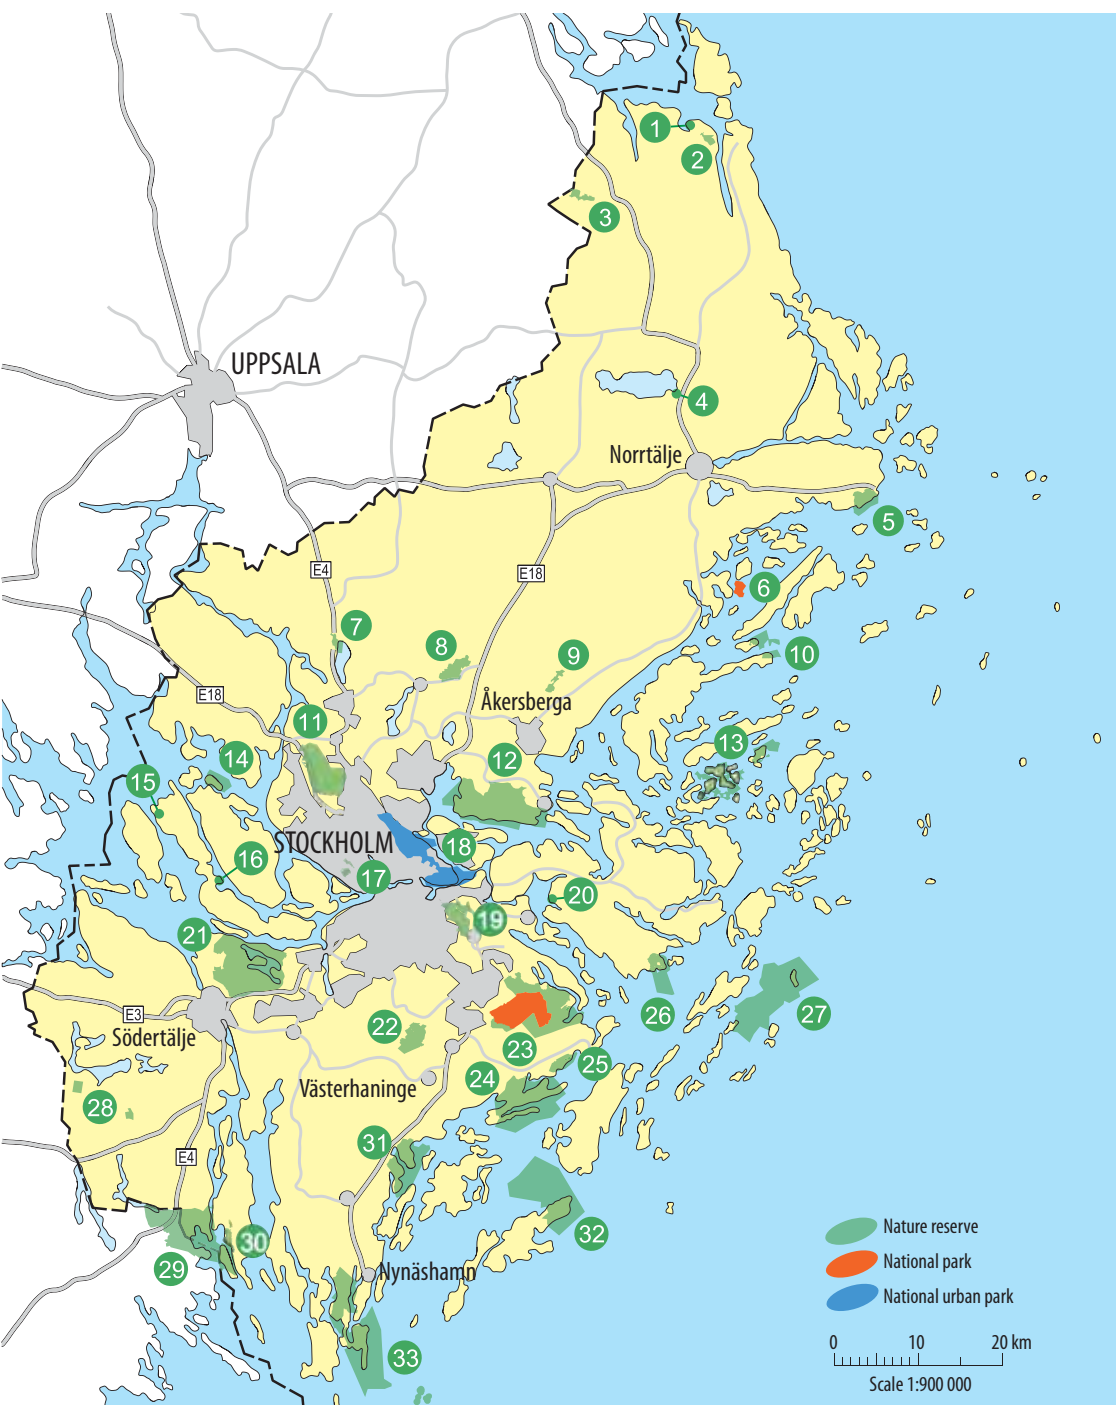 1
2
3
UPPSALA
4
Norrtälje
5
E4
E18
6
7
8
9
10
E18
Åkersberga
11
12
13
14
15
STOCKHOLM
16
17
18
19
20
21
22
23
24
25
26
27
E3
Södertälje
Västerhaninge
28
31
E4
29
30
32
Nynäshamn
33
Nature reserve
National park
National urban park
0 10 20 km
Scale 1:900 000